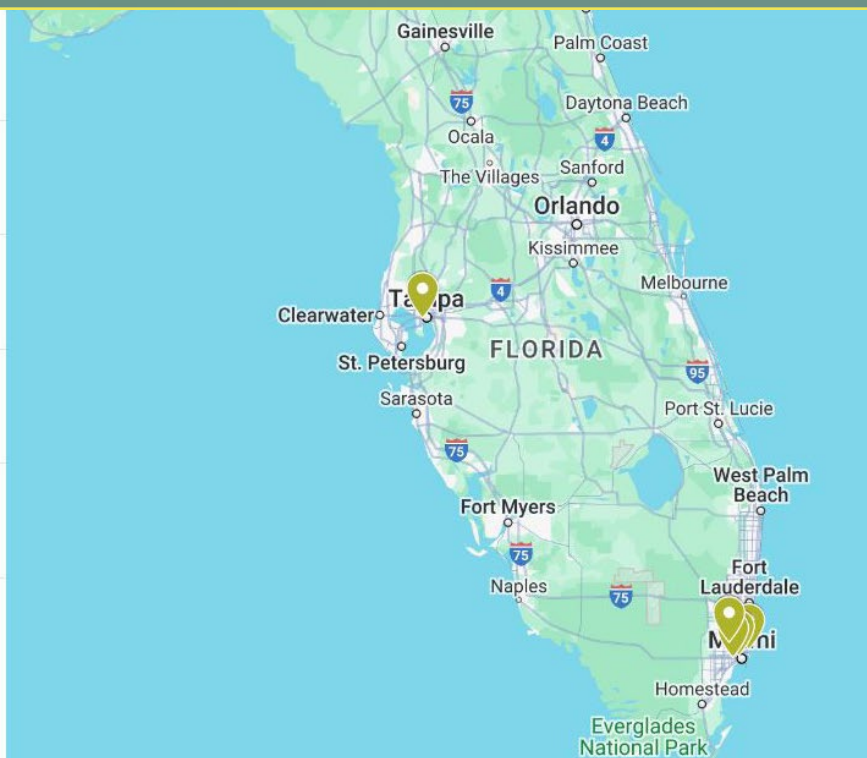 Gainesville
Palm Coast
75
Daytona Beach
Ocala
4
The Villages
Sanford
Orlando
Kissimmee
Melbourne
4
Tampa
Clearwater
St. Petersburg
FLORIDA
95
Sarasota
Port St. Lucie
75
West Palm
Beach
Fort Myers
75
Fort
Lauderdale
Naples
75
Miami
Homestead
Everglades
National Park